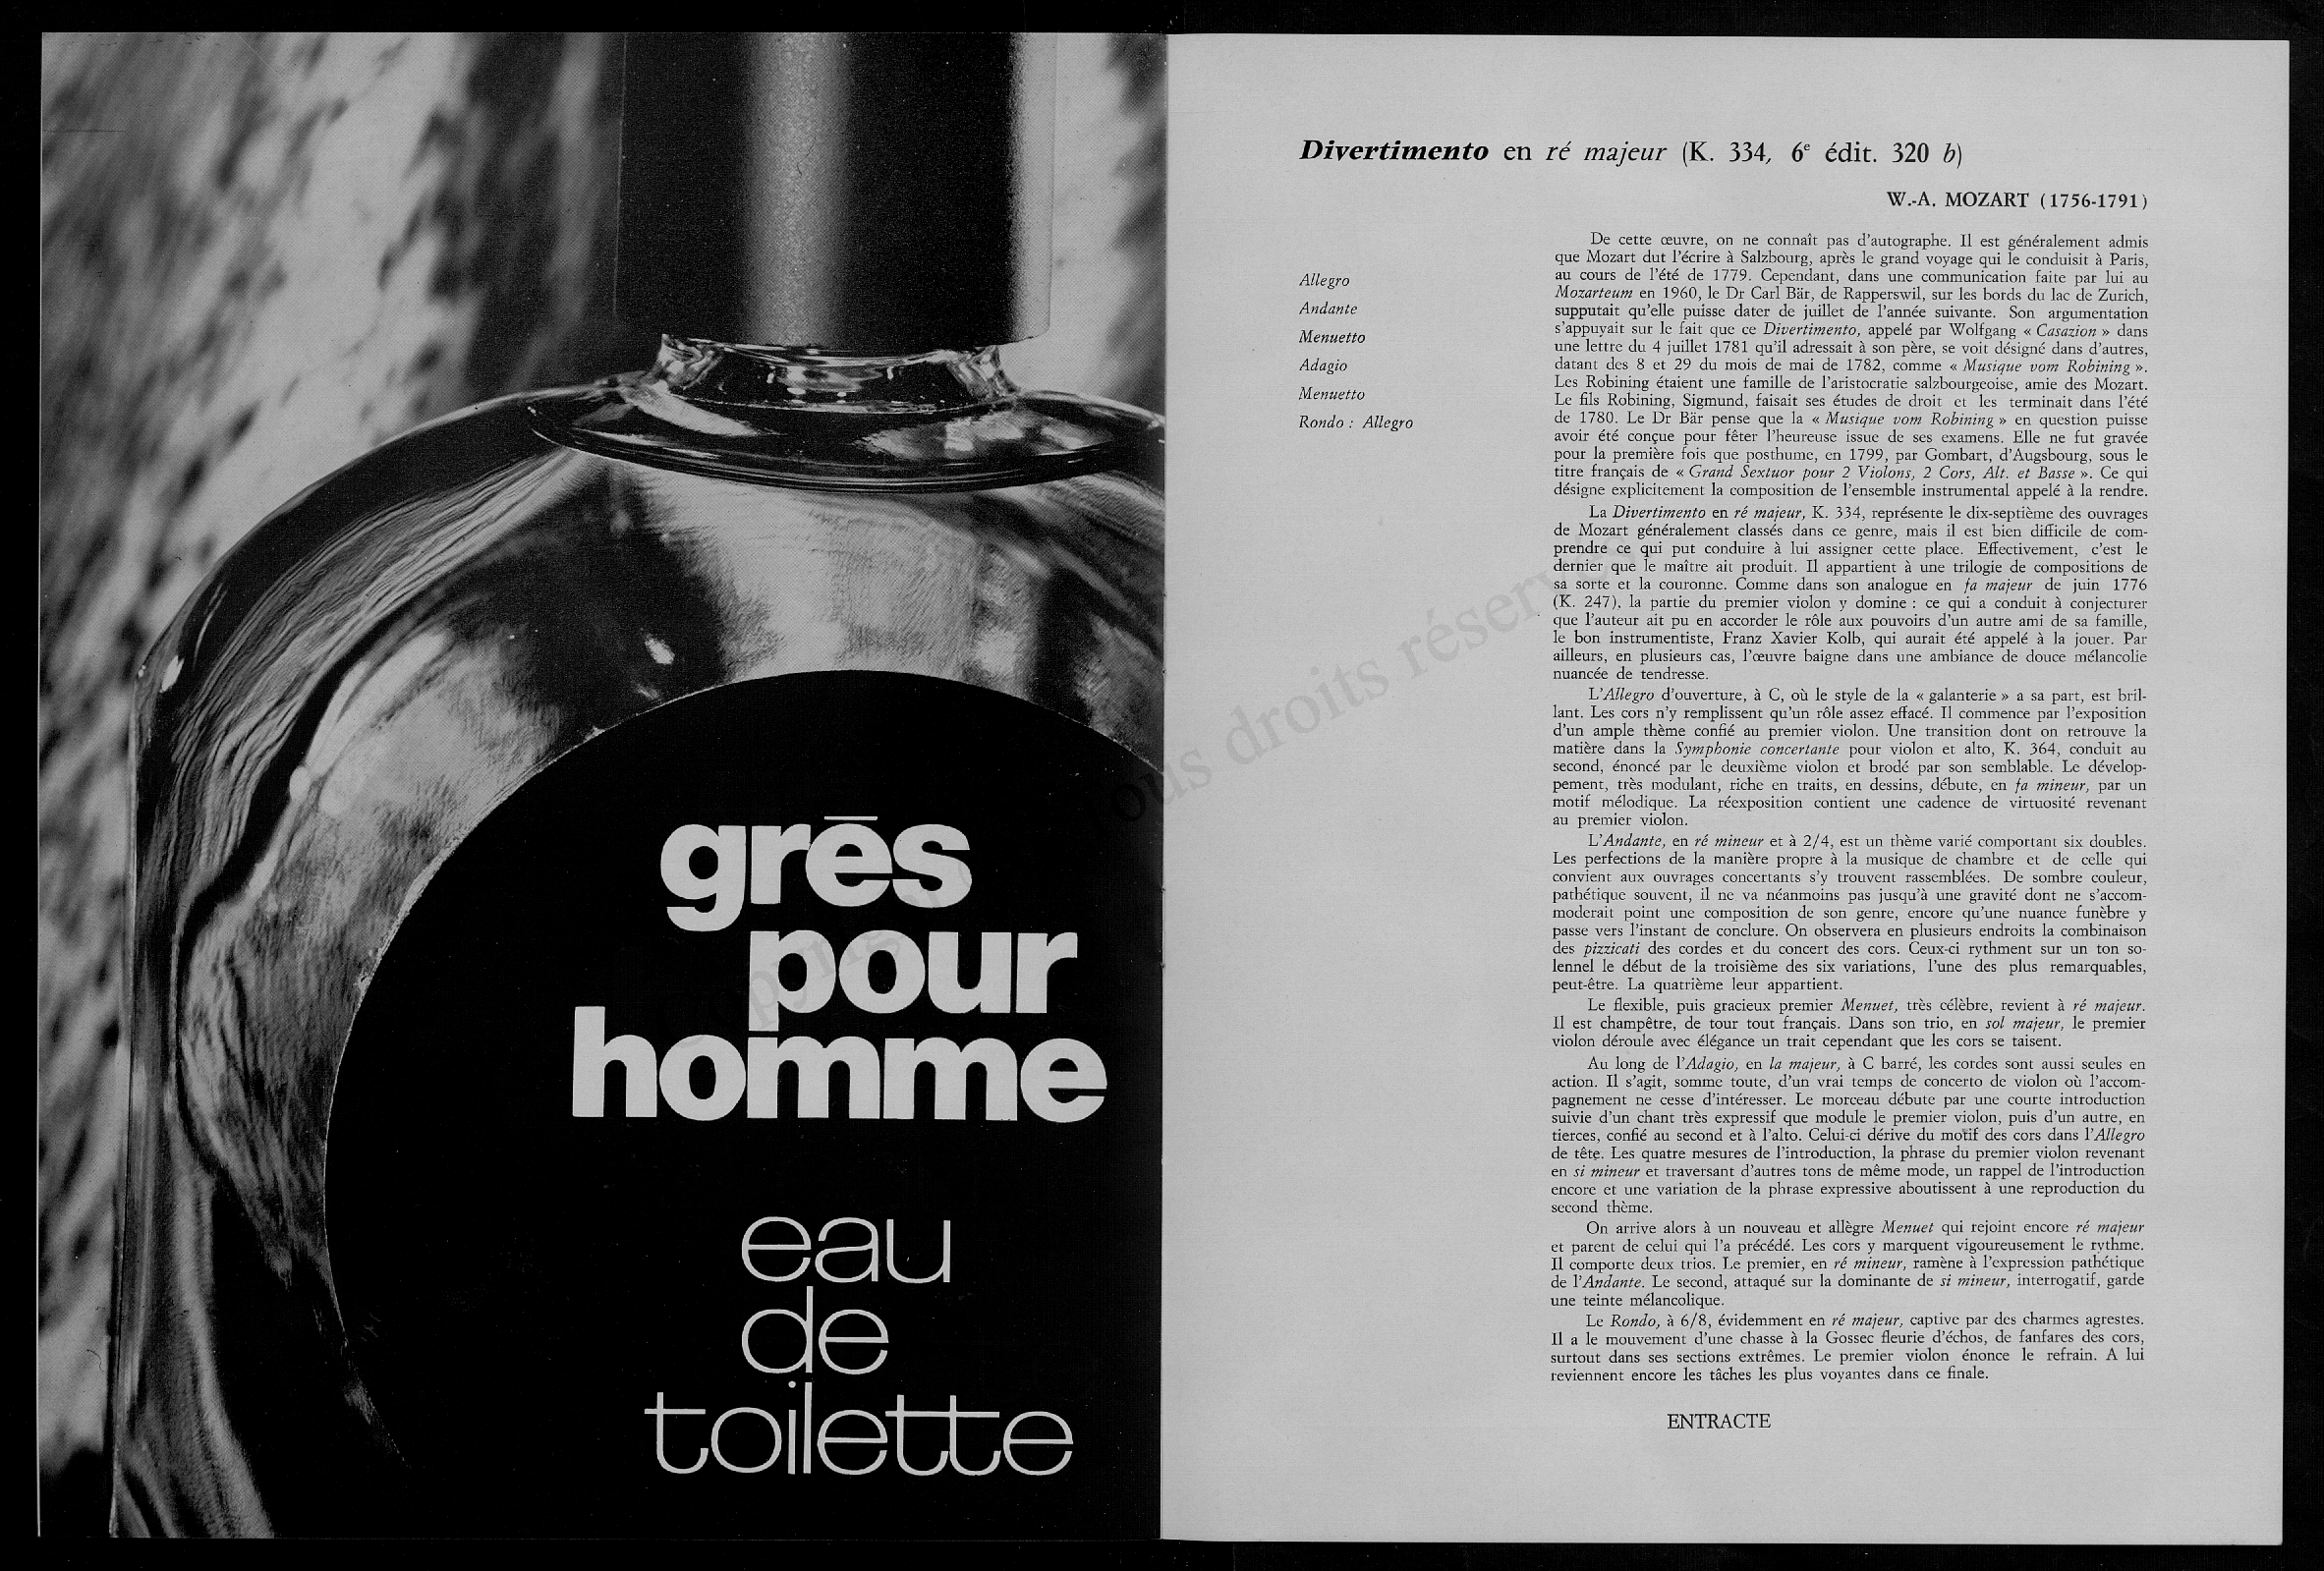 grès
pour
homme
eau
de
toilette
Divertimento en ré majeur (K. 334, 6e édit. 320 b)
W.-A. MOZART (1756-1791)
Allegro
Andante
Menuetto
Adagio
Menuetto
Rondo : Allegro
De cette œuvre, on ne connaît pas d'autographe. Il est généralement admis
que Mozart dut l'écrire à Salzbourg, après le grand voyage qui le conduisit à Paris,
au cours de l'été de 1779. Cependant, dans une communication faite par lui au
Mozarteum en 1960, le Dr Carl Bär, de Rapperswil, sur les bords du lac de Zurich,
supputait qu'elle puisse dater de juillet de l'année suivante. Son argumentation
s'appuyait sur le fait que ce Divertimento, appelé par Wolfgang « Casazion » dans
une lettre du 4 juillet 1781 qu'il adressait à son père, se voit désigné dans d'autres,
datant des 8 et 29 du mois de mai de 1782, comme « Musique vom Robining ».
Les Robining étaient une famille de l'aristocratie salzbourgeoise, amie des Mozart.
Le fils Robining, Sigmund, faisait ses études de droit et les terminait dans l'été
de 1780. Le Dr Bär pense que la « Musique vom Robining » en question puisse
avoir été conçue pour fêter l'heureuse issue de ses examens. Elle ne fut gravée
pour la première fois que posthume, en 1799, par Gombart, d'Augsbourg, sous le
titre français de « Grand Sextuor pour 2 Violons, 2 Cors, Alt. et Basse ». Ce qui
désigne explicitement la composition de l'ensemble instrumental appelé à la rendre.
La Divertimento en ré majeur, K. 334, représente le dix-septième des ouvrages
de Mozart généralement classés dans ce genre, mais il est bien difficile de com-
prendre ce qui put conduire à lui assigner cette place. Effectivement, c'est le
dernier que le maître ait produit. Il appartient à une trilogie de compositions de
sa sorte et la couronne. Comme dans son analogue en fa majeur de juin 1776
(K. 247), la partie du premier violon y domine : ce qui a conduit à conjecturer
que l'auteur ait pu en accorder le rôle aux pouvoirs d'un autre ami de sa famille,
le bon instrumentiste, Franz Xavier Kolb, qui aurait été appelé à la jouer. Par
ailleurs, en plusieurs cas, l'œuvre baigne dans une ambiance de douce mélancolie
nuancée de tendresse.
L'Allegro d'ouverture, à C, où le style de la « galanterie » a sa part, est bril-
lant. Les cors n'y remplissent qu'un rôle assez effacé. Il commence par l'exposition
d'un ample thème confié au premier violon. Une transition dont on retrouve la
matière dans la Symphonie concertante pour violon et alto, K. 364, conduit au
second, énoncé par le deuxième violon et brodé par son semblable. Le dévelop-
pement, très modulant, riche en traits, en dessins, débute, en fa mineur, par un
motif mélodique. La réexposition contient une cadence de virtuosité revenant
au premier violon.
L'Andante, en ré mineur et à 2/4, est un thème varié comportant six doubles.
Les perfections de la manière propre à la musique de chambre et de celle qui
convient aux ouvrages concertants s'y trouvent rassemblées. De sombre couleur,
pathétique souvent, il ne va néanmoins pas jusqu'à une gravité dont ne s'accom-
moderait point une composition de son genre, encore qu'une nuance funèbre y
passe vers l'instant de conclure. On observera en plusieurs endroits la combinaison
des pizzicati des cordes et du concert des cors. Ceux-ci rythment sur un ton so-
lennel le début de la troisième des six variations, l'une des plus remarquables,
peut-être. La quatrième leur appartient.
Le flexible, puis gracieux premier Menuet, très célèbre, revient à ré majeur.
Il est champêtre, de tour tout français. Dans son trio, en sol majeur, le premier
violon déroule avec élégance un trait cependant que les cors se taisent.
Au long de l'Adagio, en la majeur, à C barré, les cordes sont aussi seules en
action. Il s'agit, somme toute, d'un vrai temps de concerto de violon où l'accom-
pagnement ne cesse d'intéresser. Le morceau débute par une courte introduction
suivie d'un chant très expressif que module le premier violon, puis d'un autre, en
tierces, confié au second et à l'alto. Celui-ci dérive du motif des cors dans l'Allegro
de tête. Les quatre mesures de l'introduction, la phrase du premier violon revenant
en si mineur et traversant d'autres tons de même mode, un rappel de l'introduction
encore et une variation de la phrase expressive aboutissent à une reproduction du
second thème.
On arrive alors à un nouveau et allègre Menuet qui rejoint encore ré majeur
et parent de celui qui l'a précédé. Les cors y marquent vigoureusement le rythme.
Il comporte deux trios. Le premier, en ré mineur, ramène à l'expression pathétique
de l'Andante. Le second, attaqué sur la dominante de si mineur, interrogatif, garde
une teinte mélancolique.
Le Rondo, à 6/8, évidemment en ré majeur, captive par des charmes agrestes.
Il a le mouvement d'une chasse à la Gossec fleurie d'échos, de fanfares des cors,
surtout dans ses sections extrêmes. Le premier violon énonce le refrain. A lui
reviennent encore les tâches les plus voyantes dans ce finale.
ENTRACTE
tous droits réservés